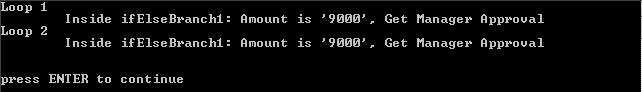 Loop 1
Inside ifElseBranch1: Amount is '9000', Get Manager Approval
Loop 2
Inside ifElseBranch1: Amount is '9000', Get Manager Approval
press ENTER to continue